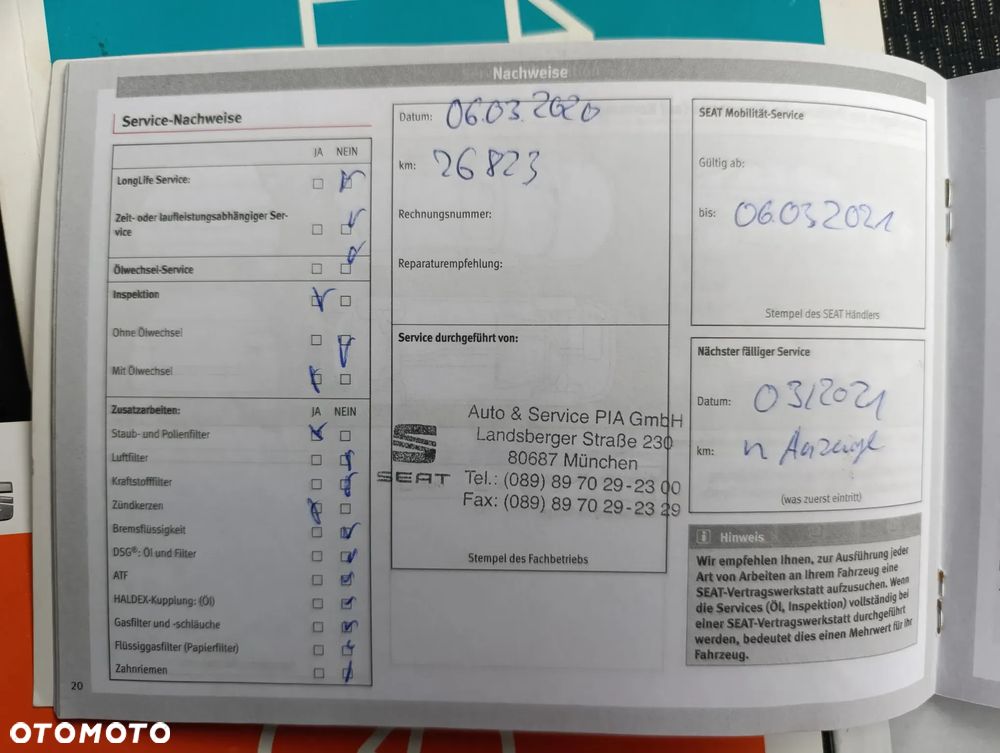 Nachweise
Service-Nachweise
JA NEIN
LongLife Service:
Zeit- oder laufleistungsabhängiger Ser-
vice
Ölwechsel-Service
Inspektion
Ohne Ölwechsel
Mit Ölwechsel
Zusatzarbeiten: JA NEIN
Staub- und Pollenfilter
Luftfilter
Kraftstofffilter
Zündkerzen
Bremsflüssigkeit
DSG®: Öl und Filter
ATF
HALDEX-Kupplung: (Öl)
Gasfilter und -schläuche
Flüssiggasfilter (Papierfilter)
Zahnriemen
20
Datum: 06.03.2020
km: 26823
Rechnungsnummer:
Reparaturempfehlung:
Service durchgeführt von:
SEAT
Auto & Service PIA GmbH
Landsberger Straße 230
80687 München
Tel.: (089) 89 70 29-23 00
Fax: (089) 89 70 29-23 29
Stempel des Fachbetriebs
SEAT Mobilität-Service
Gültig ab:
bis: 06.03.2021
Stempel des SEAT Händlers
Nächster fälliger Service
Datum: 03/2021
km: n Anzeige
(was zuerst eintritt)
i Hinweis
Wir empfehlen Ihnen, zur Ausführung jeder
Art von Arbeiten an Ihrem Fahrzeug eine
SEAT-Vertragswerkstatt aufzusuchen. Wenn
die Services (Öl, Inspektion) vollständig bei
einer SEAT-Vertragswerkstatt durchgeführt
werden, bedeutet dies einen Mehrwert für Ihr
Fahrzeug.
OTOMOTO